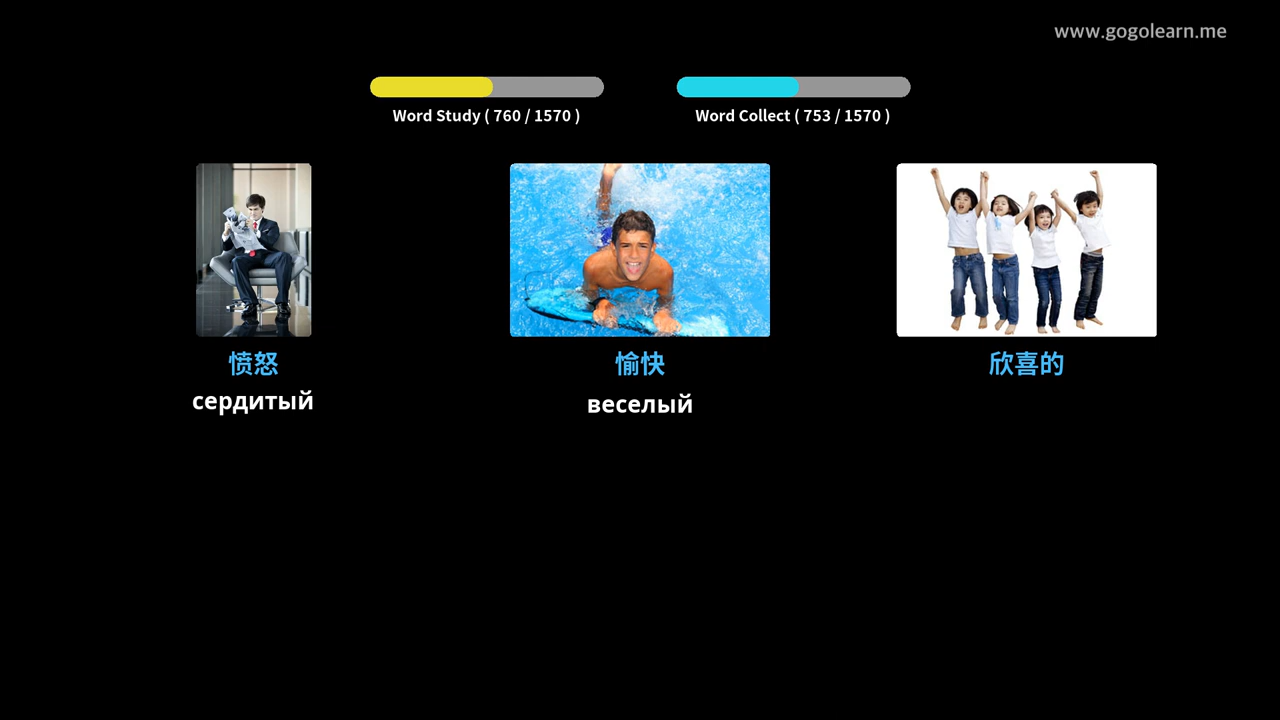 www.gogolearn.me
Word Study ( 760 / 1570 )
Word Collect ( 753 / 1570 )
愤怒
愉快
欣喜的
сердитый
веселый